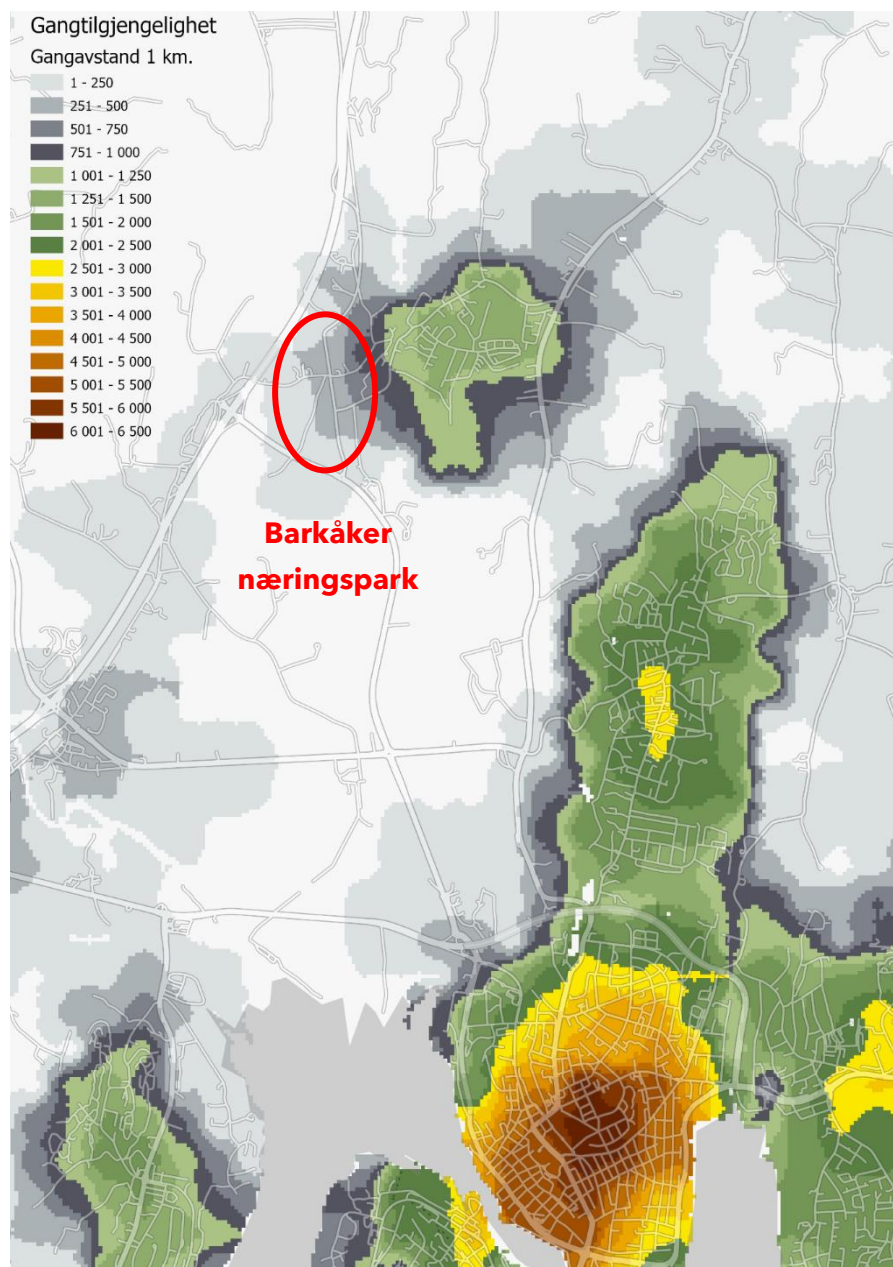 Gangtilgjengelighet
Gangavstand 1 km.
1 - 250
251 - 500
501 - 750
751 - 1 000
1 001 - 1 250
1 251 - 1 500
1 501 - 2 000
2 001 - 2 500
2 501 - 3 000
3 001 - 3 500
3 501 - 4 000
4 001 - 4 500
4 501 - 5 000
5 001 - 5 500
5 501 - 6 000
6 001 - 6 500
Barkåker
næringspark